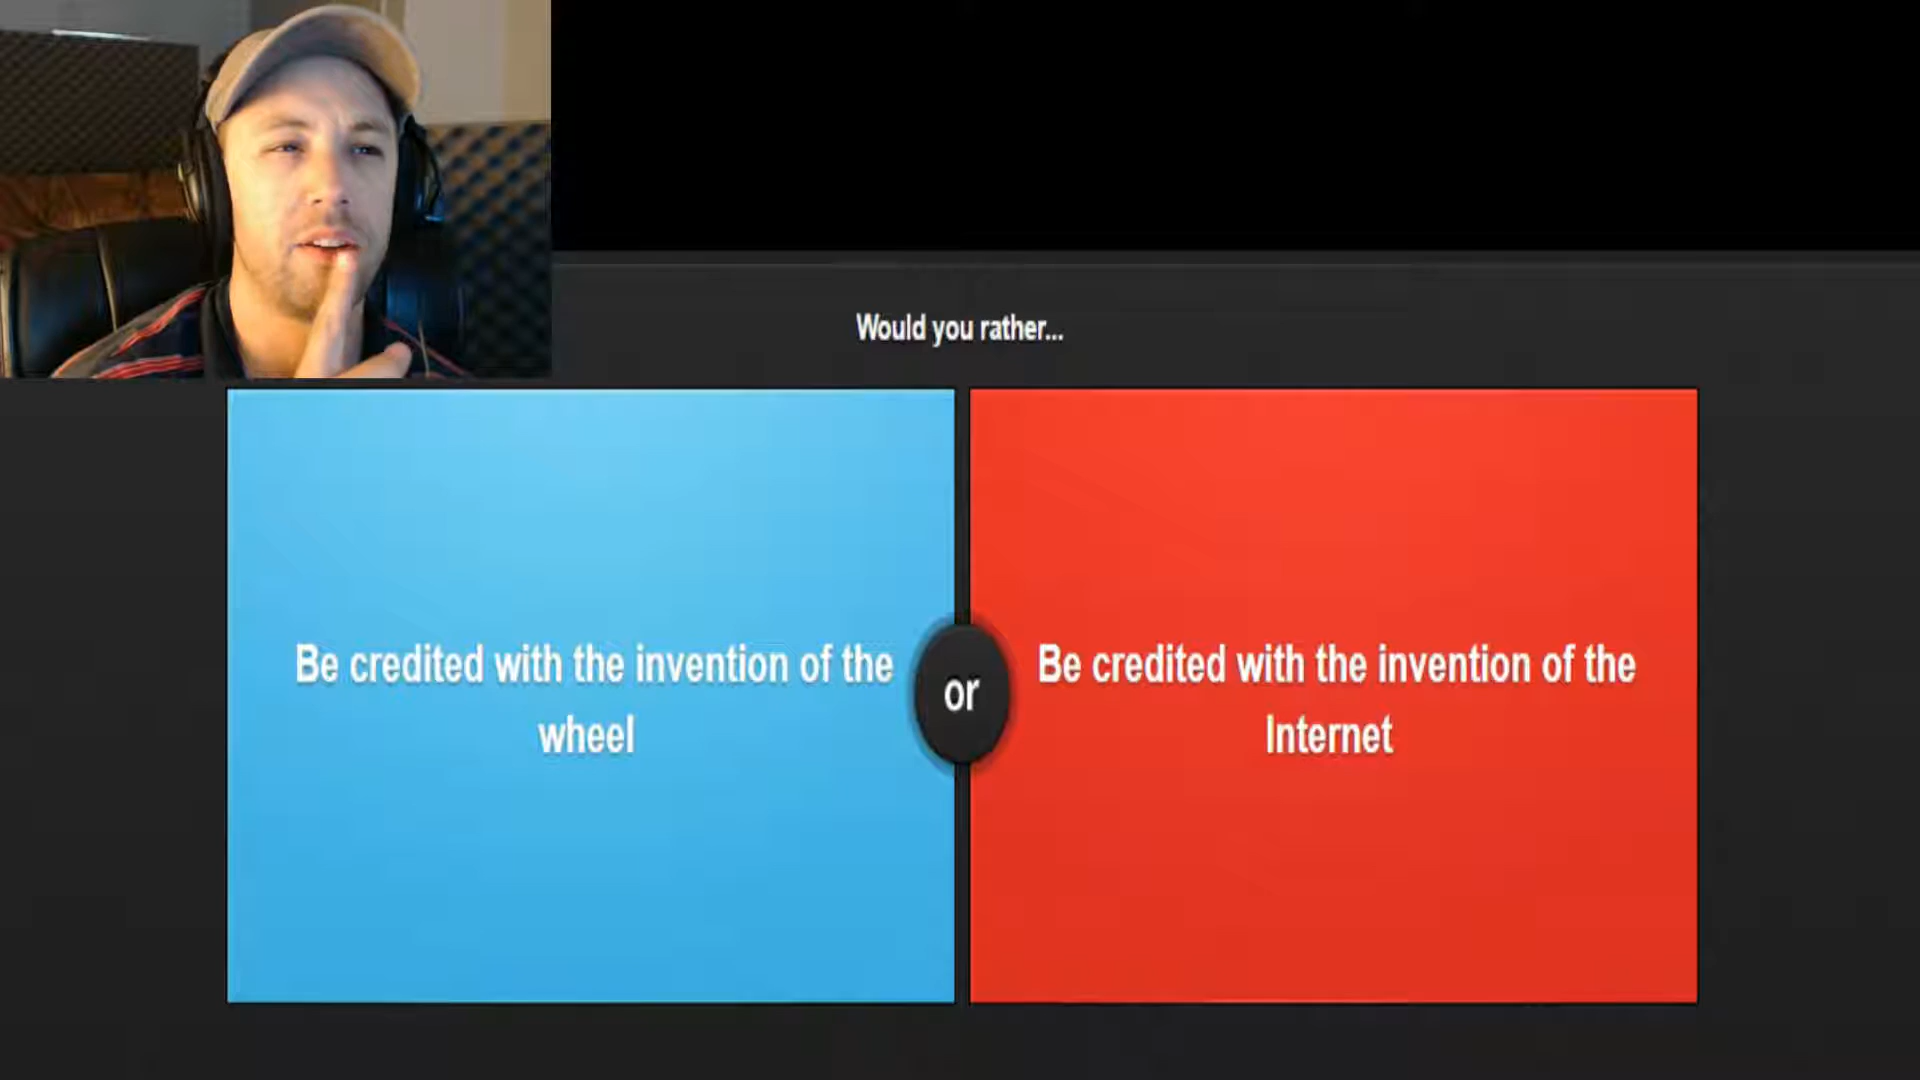 Would you rather...
Be credited with the invention of the
wheel
or
Be credited with the invention of the
Internet